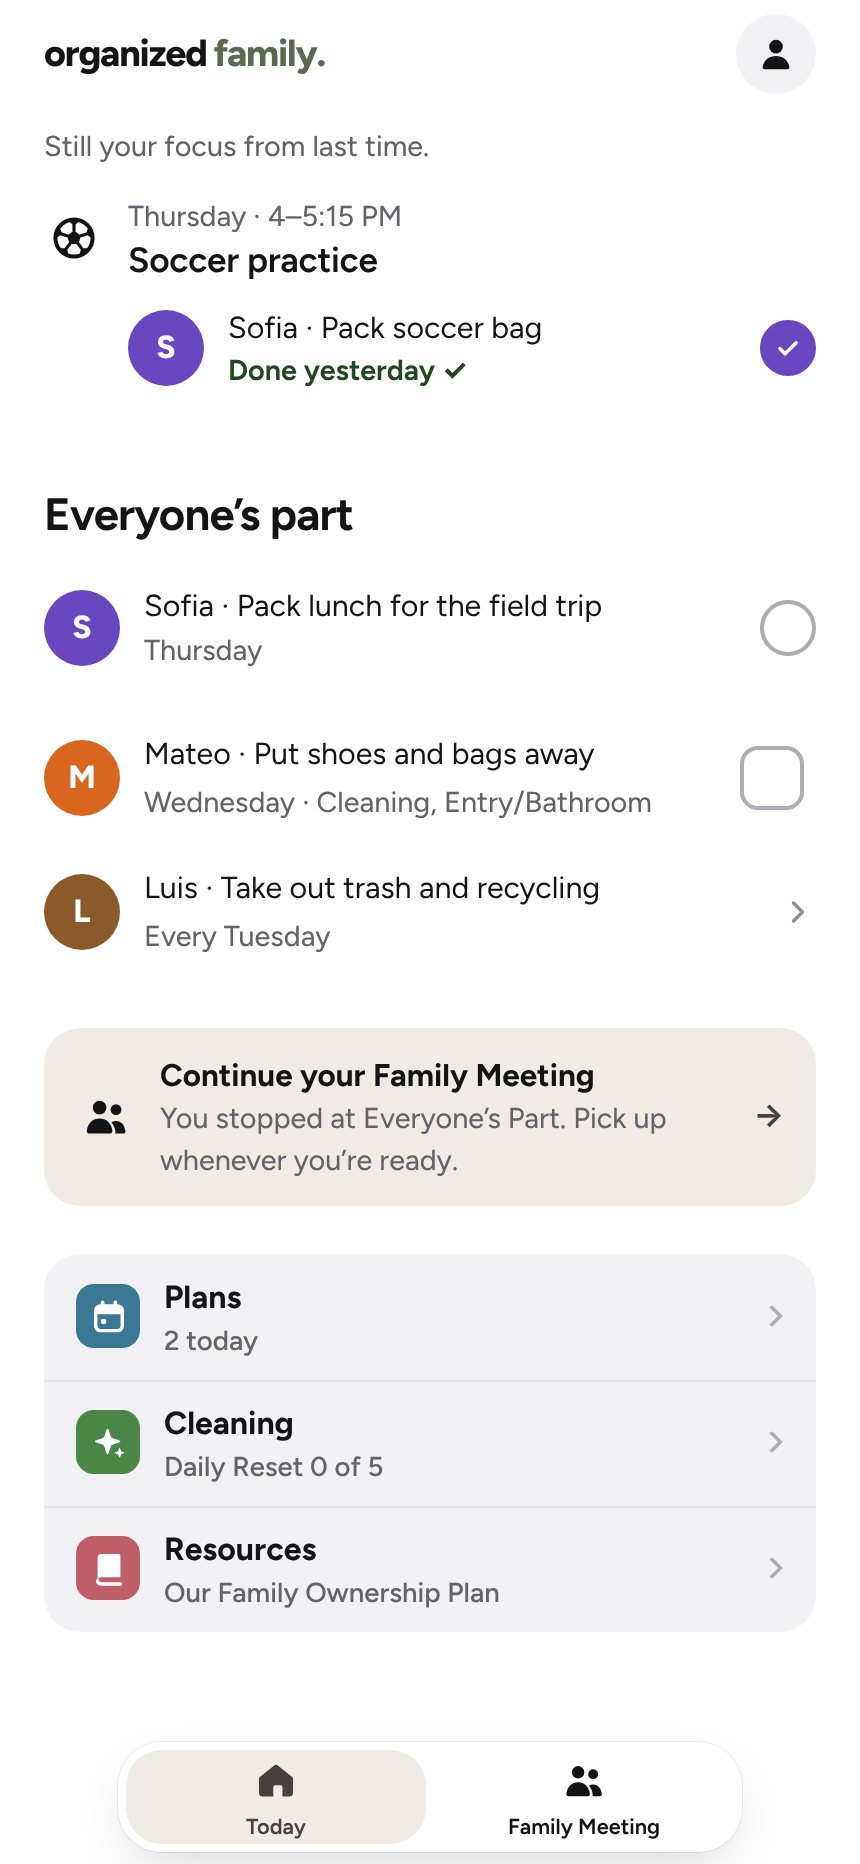 organized family.
Still your focus from last time.
Thursday · 4–5:15 PM
Soccer practice
S
Sofia · Pack soccer bag
Done yesterday ✓
Everyone’s part
S
Sofia · Pack lunch for the field trip
Thursday
M
Mateo · Put shoes and bags away
Wednesday · Cleaning, Entry/Bathroom
L
Luis · Take out trash and recycling
Every Tuesday
Continue your Family Meeting
You stopped at Everyone’s Part. Pick up
whenever you’re ready.
Plans
2 today
Cleaning
Daily Reset 0 of 5
Resources
Our Family Ownership Plan
Today
Family Meeting